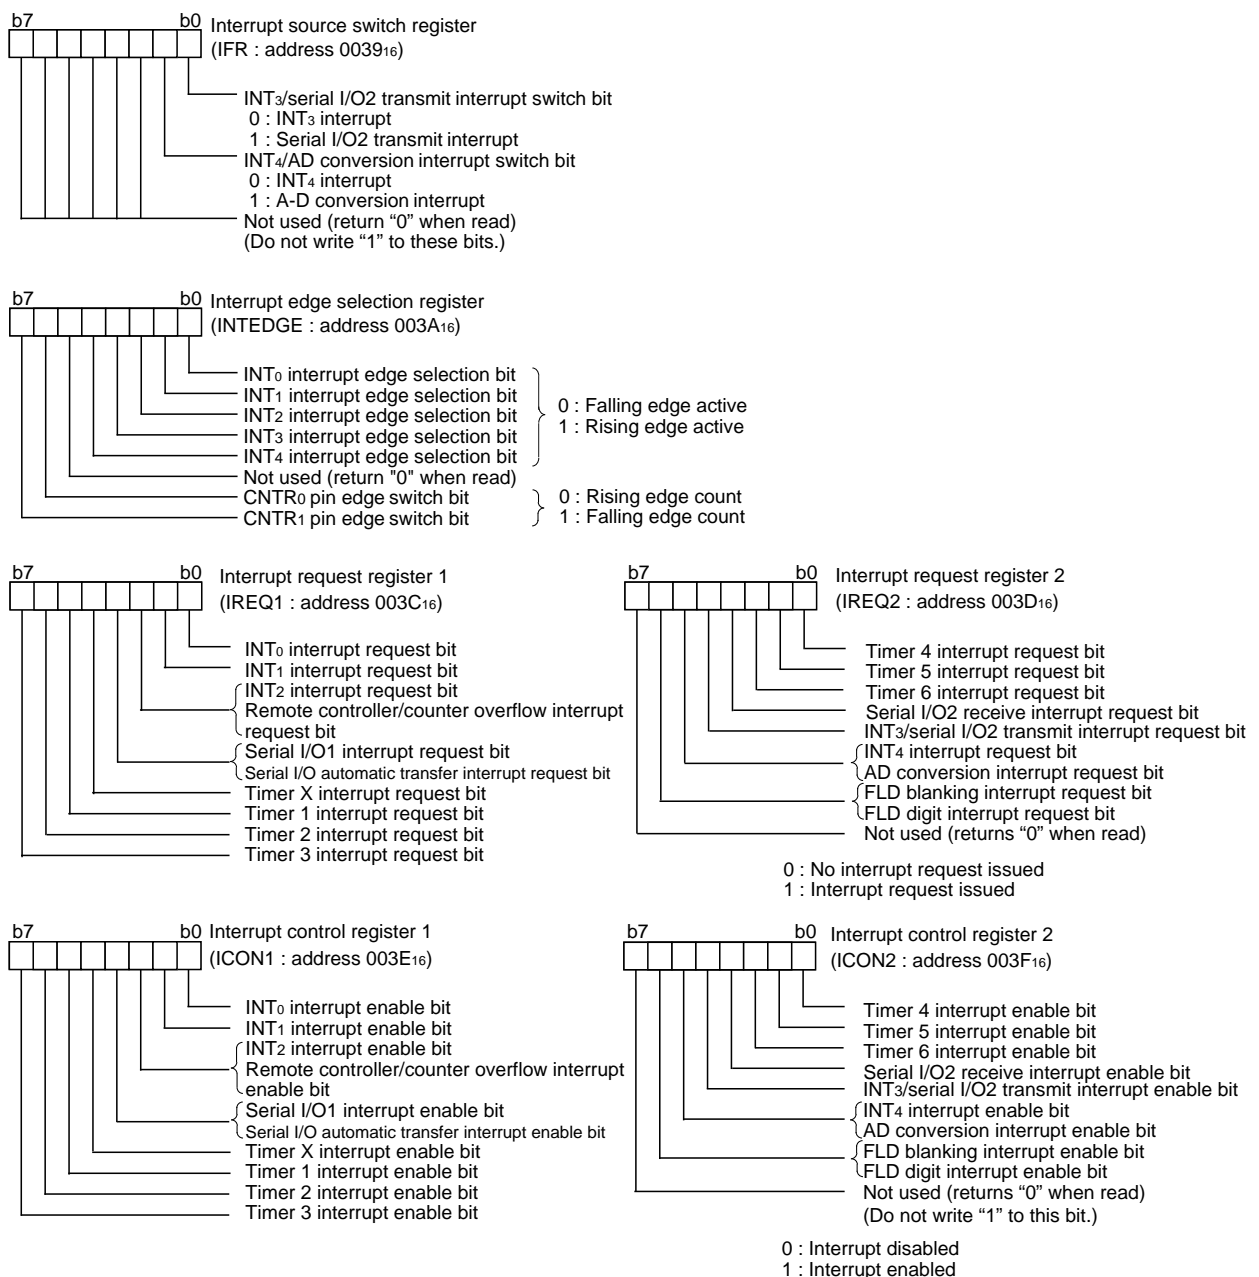 b7 b0 Interrupt source switch register
(IFR : address 003916)
INT3/serial I/O2 transmit interrupt switch bit
0 : INT3 interrupt
1 : Serial I/O2 transmit interrupt
INT4/AD conversion interrupt switch bit
0 : INT4 interrupt
1 : A-D conversion interrupt
Not used (return “0” when read)
(Do not write “1” to these bits.)
b7 b0 Interrupt edge selection register
(INTEDGE : address 003A16)
INT0 interrupt edge selection bit
INT1 interrupt edge selection bit
INT2 interrupt edge selection bit
INT3 interrupt edge selection bit
INT4 interrupt edge selection bit
0 : Falling edge active
1 : Rising edge active
Not used (return "0" when read)
CNTR0 pin edge switch bit
CNTR1 pin edge switch bit
0 : Rising edge count
1 : Falling edge count
b7 b0 Interrupt request register 1
(IREQ1 : address 003C16)
INT0 interrupt request bit
INT1 interrupt request bit
INT2 interrupt request bit
Remote controller/counter overflow interrupt
request bit
Serial I/O1 interrupt request bit
Serial I/O automatic transfer interrupt request bit
Timer X interrupt request bit
Timer 1 interrupt request bit
Timer 2 interrupt request bit
Timer 3 interrupt request bit
b7 b0 Interrupt request register 2
(IREQ2 : address 003D16)
Timer 4 interrupt request bit
Timer 5 interrupt request bit
Timer 6 interrupt request bit
Serial I/O2 receive interrupt request bit
INT3/serial I/O2 transmit interrupt request bit
INT4 interrupt request bit
AD conversion interrupt request bit
FLD blanking interrupt request bit
FLD digit interrupt request bit
Not used (returns “0” when read)
0 : No interrupt request issued
1 : Interrupt request issued
b7 b0 Interrupt control register 1
(ICON1 : address 003E16)
INT0 interrupt enable bit
INT1 interrupt enable bit
INT2 interrupt enable bit
Remote controller/counter overflow interrupt
enable bit
Serial I/O1 interrupt enable bit
Serial I/O automatic transfer interrupt enable bit
Timer X interrupt enable bit
Timer 1 interrupt enable bit
Timer 2 interrupt enable bit
Timer 3 interrupt enable bit
b7 b0 Interrupt control register 2
(ICON2 : address 003F16)
Timer 4 interrupt enable bit
Timer 5 interrupt enable bit
Timer 6 interrupt enable bit
Serial I/O2 receive interrupt enable bit
INT3/serial I/O2 transmit interrupt enable bit
INT4 interrupt enable bit
AD conversion interrupt enable bit
FLD blanking interrupt enable bit
FLD digit interrupt enable bit
Not used (returns “0” when read)
(Do not write “1” to this bit.)
0 : Interrupt disabled
1 : Interrupt enabled